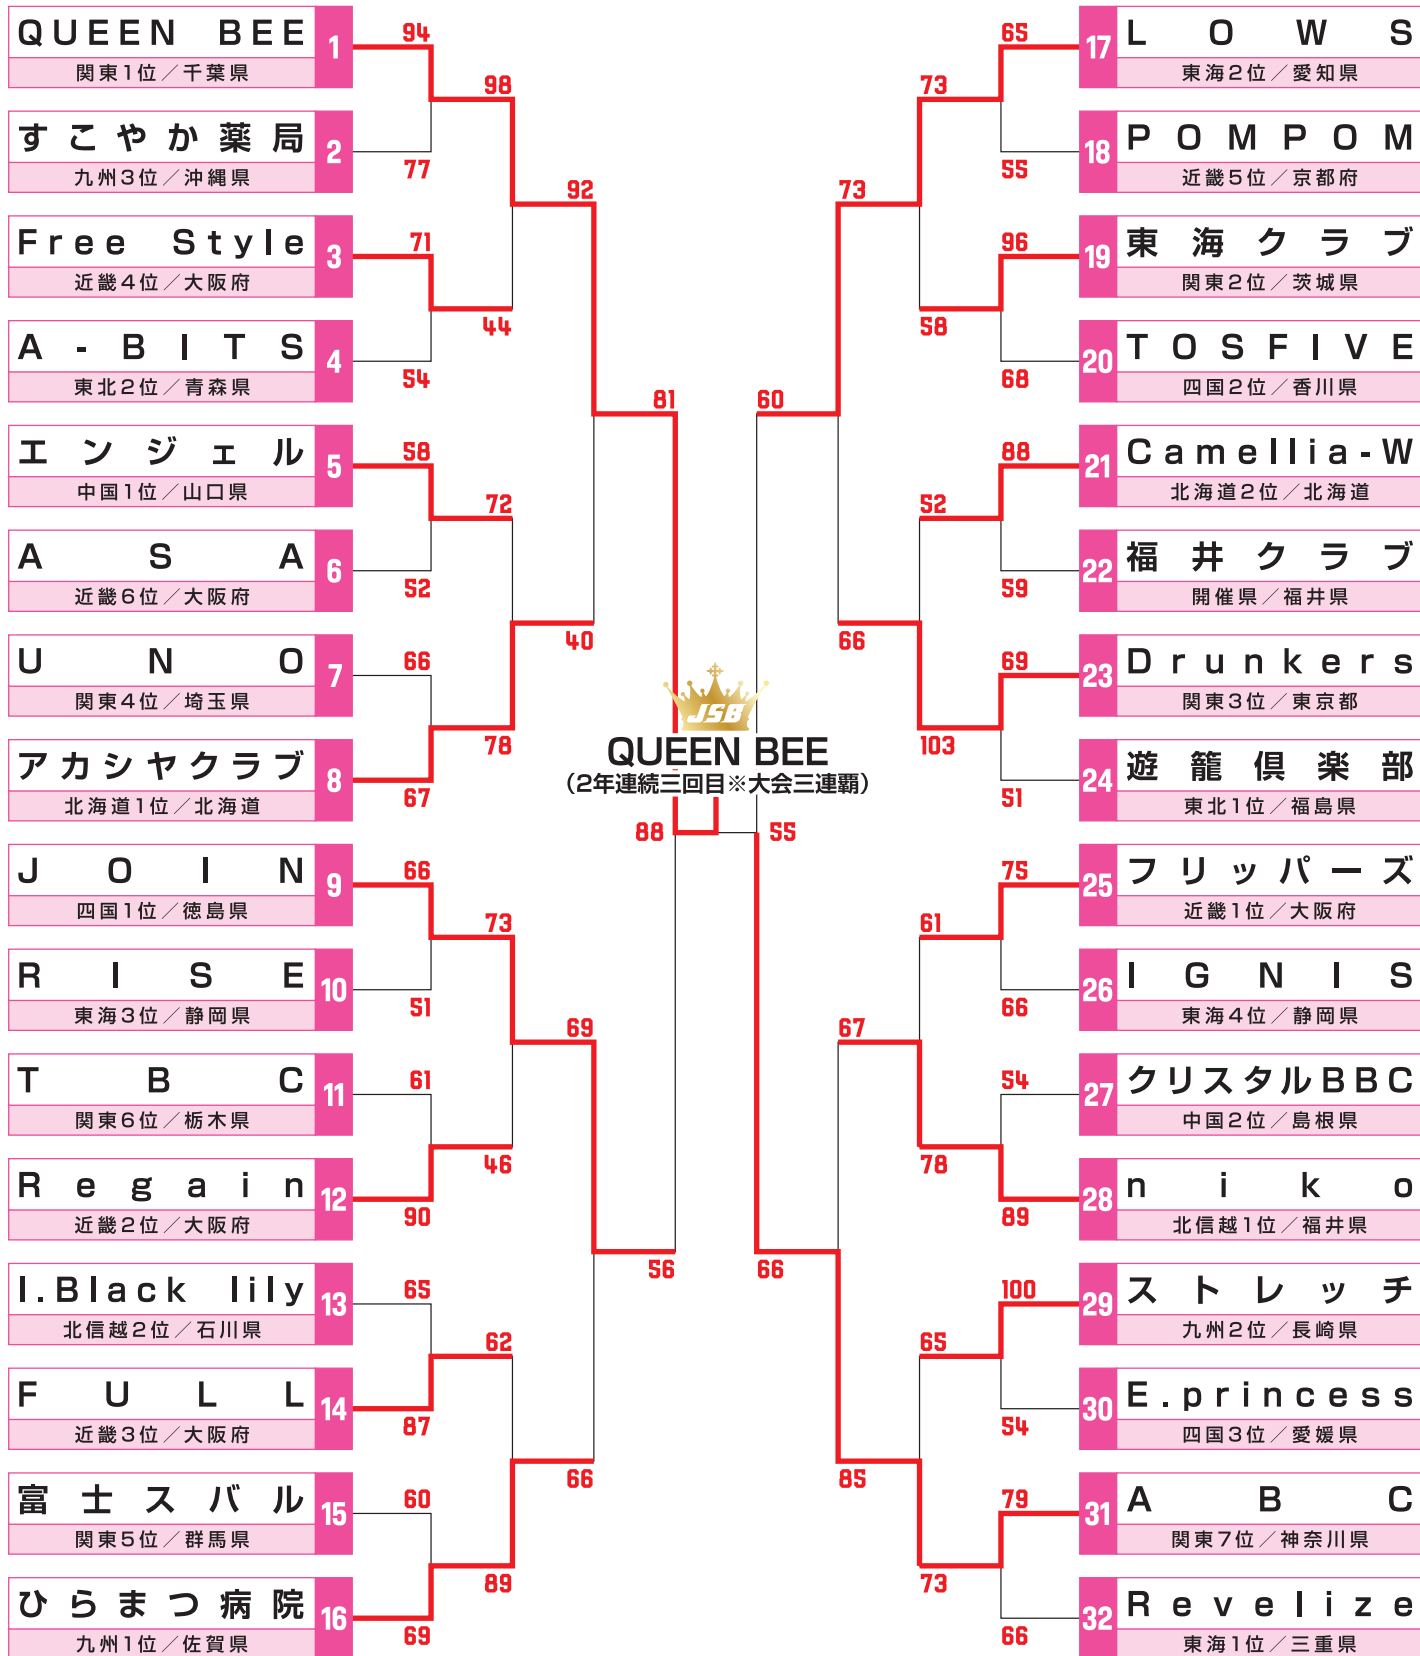 QUEEN BEE
1
関東1位／千葉県
94
98
すこやか薬局
2
九州3位／沖縄県
77
92
Free Style
3
近畿4位／大阪府
71
44
A-BITS
4
東北2位／青森県
54
81
エンジェル
5
中国1位／山口県
58
72
ASA
6
近畿6位／大阪府
52
40
UNO
7
関東4位／埼玉県
66
78
アカシヤクラブ
8
北海道1位／北海道
67
88
JOIN
9
四国1位／徳島県
66
73
RISE
10
東海3位／静岡県
51
69
TBC
11
関東6位／栃木県
61
46
Regain
12
近畿2位／大阪府
90
56
I.Black lily
13
北信越2位／石川県
65
62
FULL
14
近畿3位／大阪府
87
66
富士スバル
15
関東5位／群馬県
60
89
ひらまつ病院
16
九州1位／佐賀県
69
JSB
QUEEN BEE
（2年連続三回目※大会三連覇）
65
17
LOWS
東海2位／愛知県
73
55
18
POMPOM
近畿5位／京都府
73
96
19
東海クラブ
関東2位／茨城県
58
68
20
TOSFIVE
四国2位／香川県
60
88
21
Camellia-W
北海道2位／北海道
52
59
22
福井クラブ
開催県／福井県
66
69
23
Drunkers
関東3位／東京都
103
51
24
遊籠倶楽部
東北1位／福島県
55
75
25
フリッパーズ
近畿1位／大阪府
61
66
26
IGNIS
東海4位／静岡県
67
54
27
クリスタルBBC
中国2位／島根県
78
89
28
niko
北信越1位／福井県
66
100
29
ストレッチ
九州2位／長崎県
65
54
30
E.princess
四国3位／愛媛県
85
79
31
ABC
関東7位／神奈川県
73
66
32
Revelize
東海1位／三重県